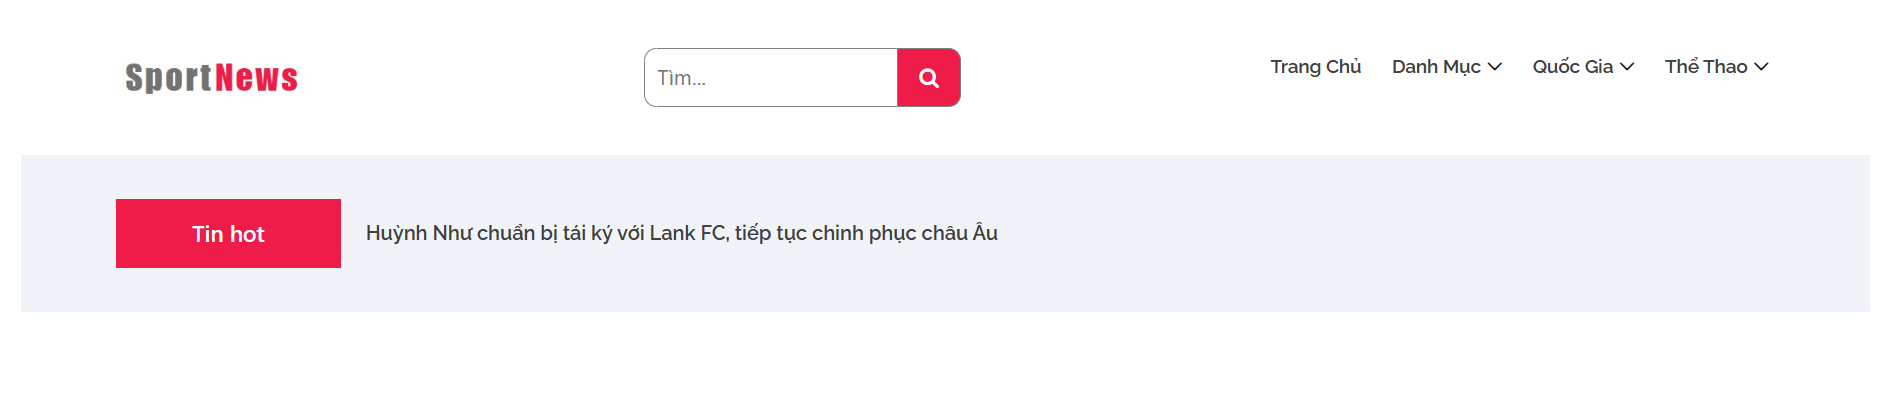 SportNews
Tìm...
Trang Chủ Danh Mục Quốc Gia Thể Thao
Tin hot
Huỳnh Như chuẩn bị tái ký với Lank FC, tiếp tục chinh phục châu Âu